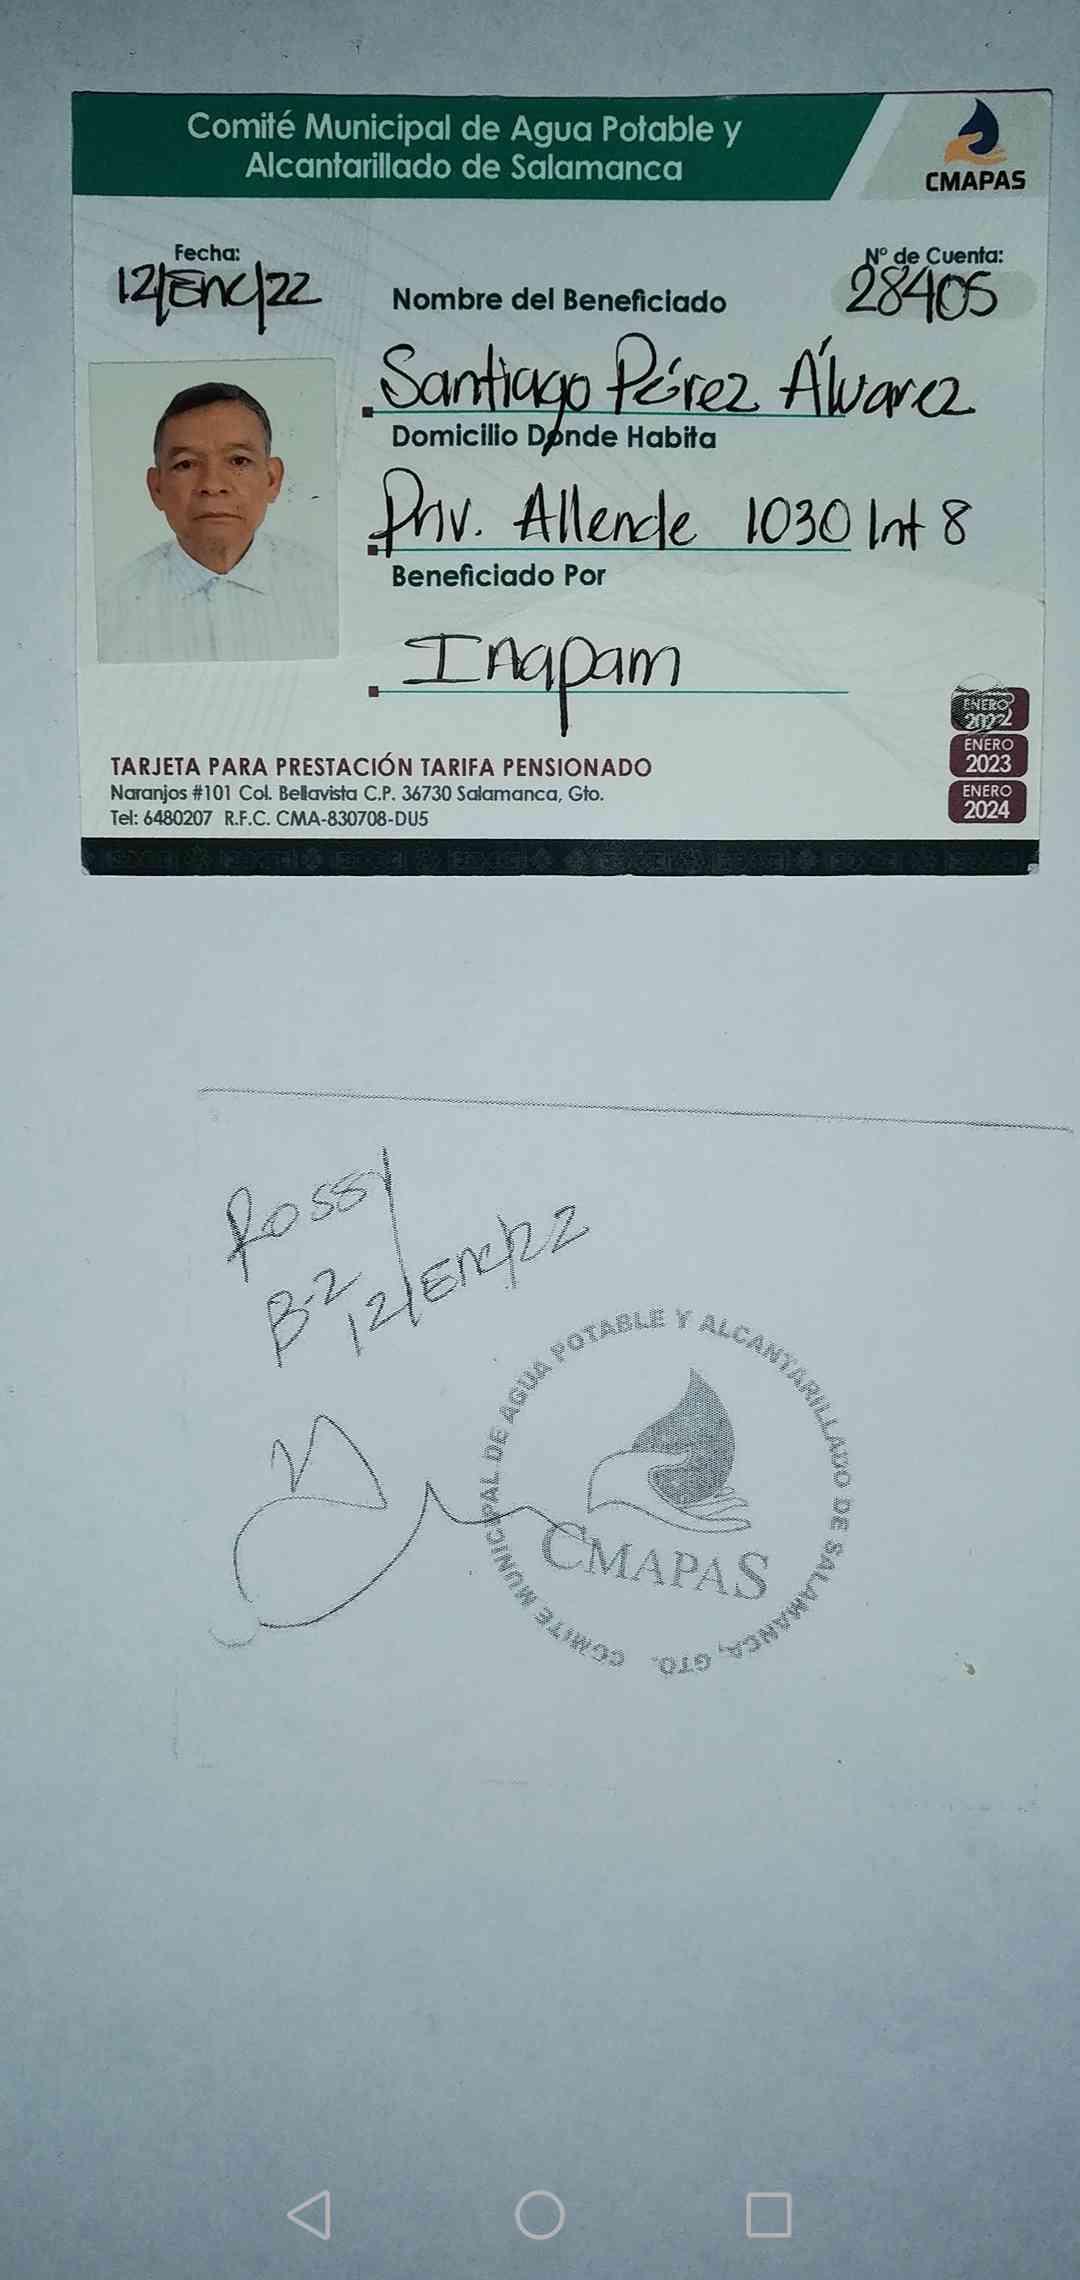 Comité Municipal de Agua Potable y
Alcantarillado de Salamanca
CMAPAS
Fecha:
12/Ene/22
Nº de Cuenta:
28405
Nombre del Beneficiado
Santiago Pérez Álvarez
Domicilio Donde Habita
Priv. Allende 1030 Int 8
Beneficiado Por
Inapam
ENERO
2022
ENERO
2023
ENERO
2024
TARJETA PARA PRESTACIÓN TARIFA PENSIONADO
Naranjos #101 Col. Bellavista C.P. 36730 Salamanca, Gto.
Tel: 6480207 R.F.C. CMA-830708-DU5
Rossy
B-2
12/Ene/22
COMITE MUNICIPAL DE AGUA POTABLE Y ALCANTARILLADO DE SALAMANCA, GTO.
CMAPAS